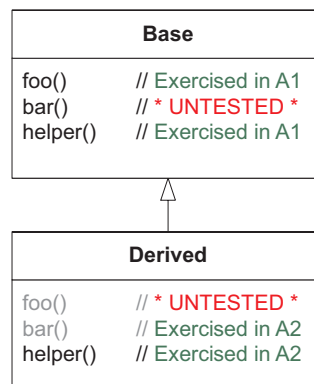 Base
foo() // Exercised in A1
bar() // * UNTESTED *
helper() // Exercised in A1
Derived
foo() // * UNTESTED *
bar() // Exercised in A2
helper() // Exercised in A2